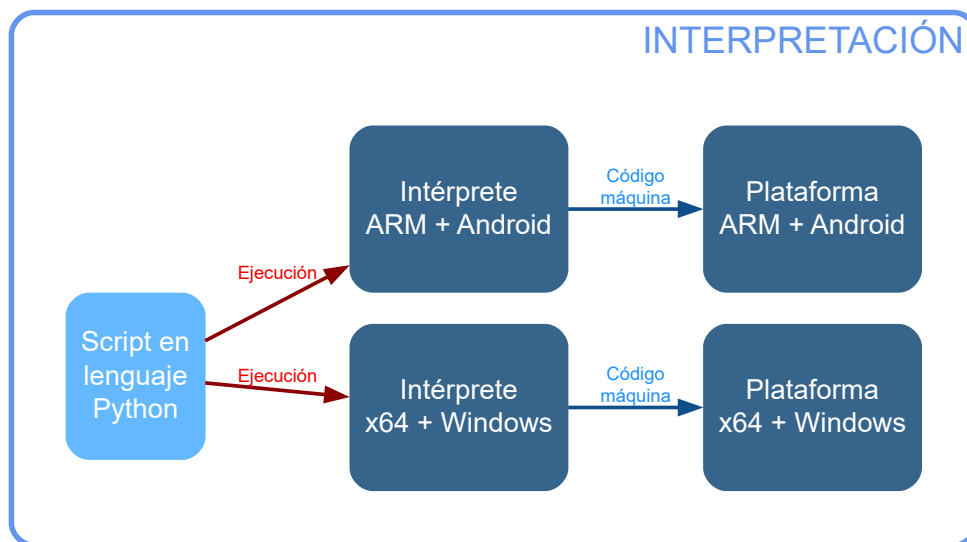 INTERPRETACIÓN
Intérprete
ARM + Android
Código
máquina
Plataforma
ARM + Android
Ejecución
Script en
lenguaje
Python
Ejecución
Intérprete
x64 + Windows
Código
máquina
Plataforma
x64 + Windows